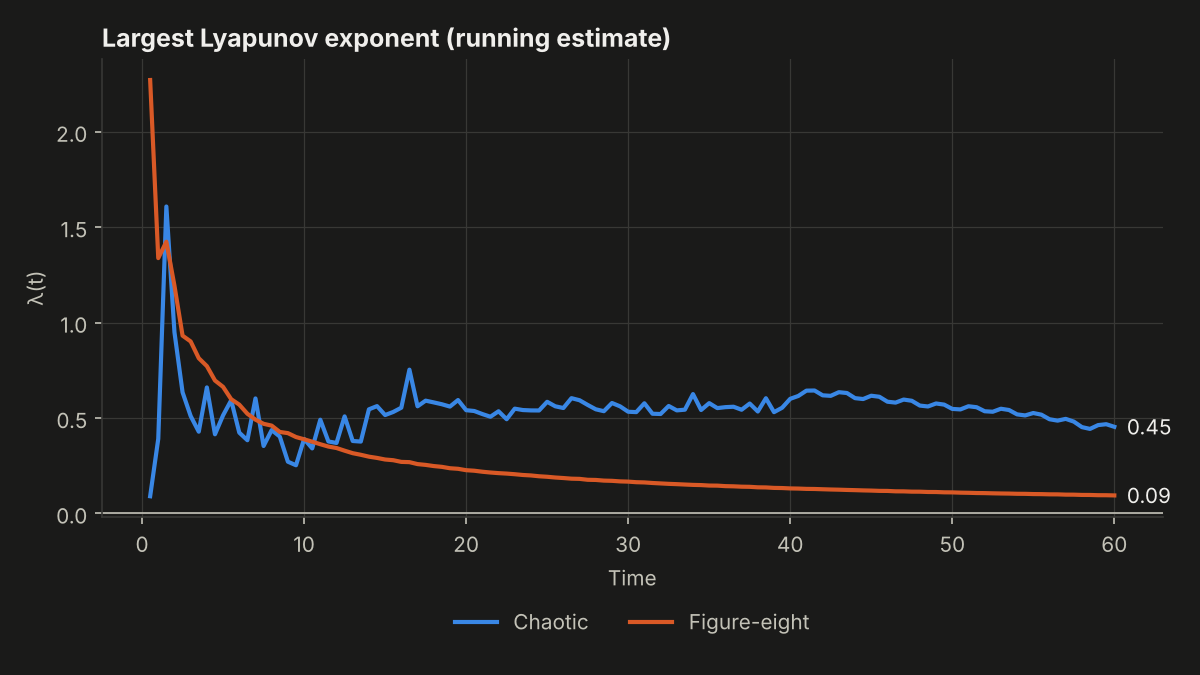 Largest Lyapunov exponent (running estimate)
2.0
1.5
1.0
0.5
0.0
λ(t)
0.45
0.09
0 10 20 30 40 50 60
Time
Chaotic Figure-eight